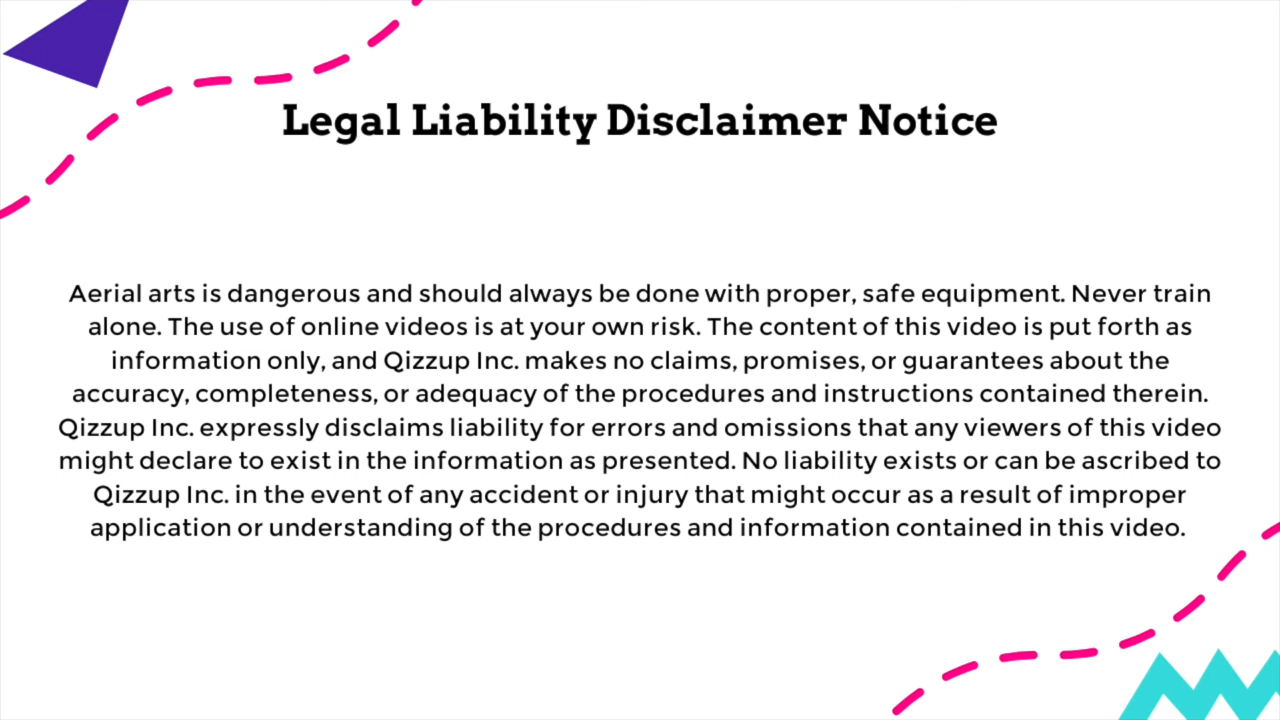 Legal Liability Disclaimer Notice
Aerial arts is dangerous and should always be done with proper, safe equipment. Never train
alone. The use of online videos is at your own risk. The content of this video is put forth as
information only, and Qizzup Inc. makes no claims, promises, or guarantees about the
accuracy, completeness, or adequacy of the procedures and instructions contained therein.
Qizzup Inc. expressly disclaims liability for errors and omissions that any viewers of this video
might declare to exist in the information as presented. No liability exists or can be ascribed to
Qizzup Inc. in the event of any accident or injury that might occur as a result of improper
application or understanding of the procedures and information contained in this video.